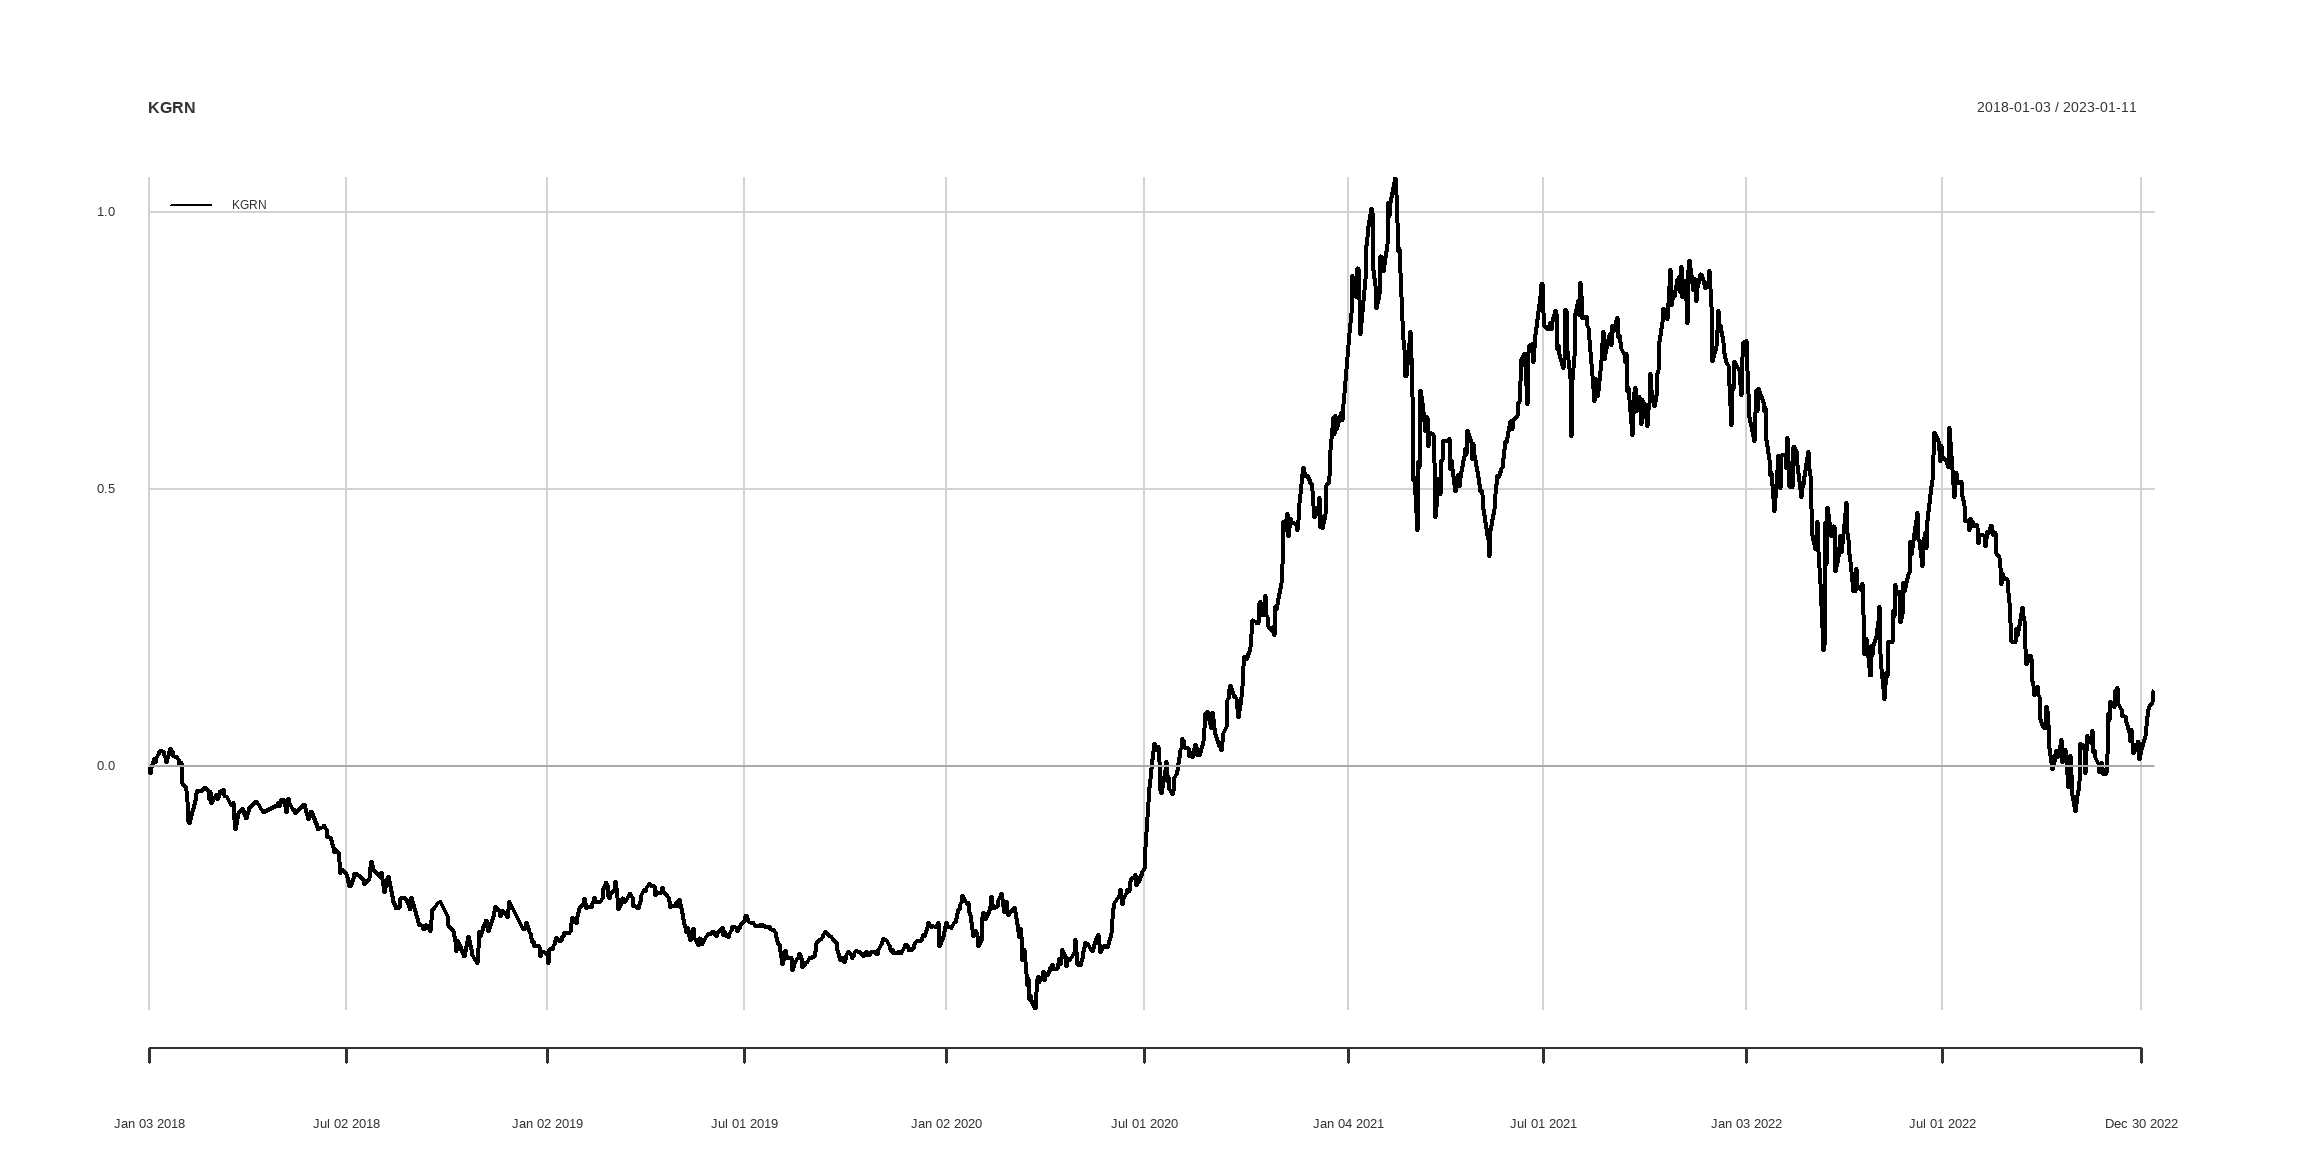 KGRN
2018-01-03 / 2023-01-11
KGRN
1.0
0.5
0.0
Jan 03 2018
Jul 02 2018
Jan 02 2019
Jul 01 2019
Jan 02 2020
Jul 01 2020
Jan 04 2021
Jul 01 2021
Jan 03 2022
Jul 01 2022
Dec 30 2022